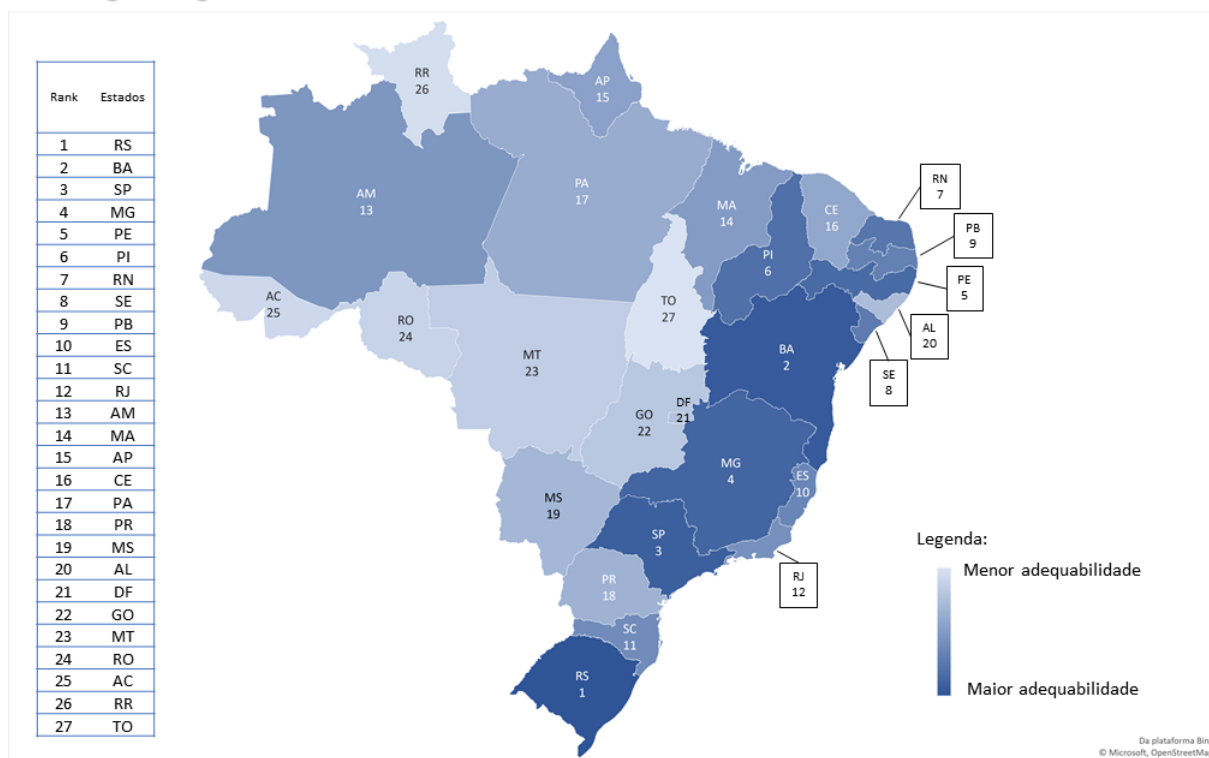 Rank Estados
1 RS
2 BA
3 SP
4 MG
5 PE
6 PI
7 RN
8 SE
9 PB
10 ES
11 SC
12 RJ
13 AM
14 MA
15 AP
16 CE
17 PA
18 PR
19 MS
20 AL
21 DF
22 GO
23 MT
24 RO
25 AC
26 RR
27 TO
RR
26
AP
15
AM
13
PA
17
MA
14
CE
16
RN
7
PB
9
PI
6
PE
5
AC
25
RO
24
TO
27
AL
20
MT
23
BA
2
SE
8
DF
21
GO
22
MG
4
ES
10
MS
19
SP
3
RJ
12
PR
18
SC
11
RS
1
Legenda:
Menor adequabilidade
Maior adequabilidade
Da plataforma Bin
© Microsoft, OpenStreetMa